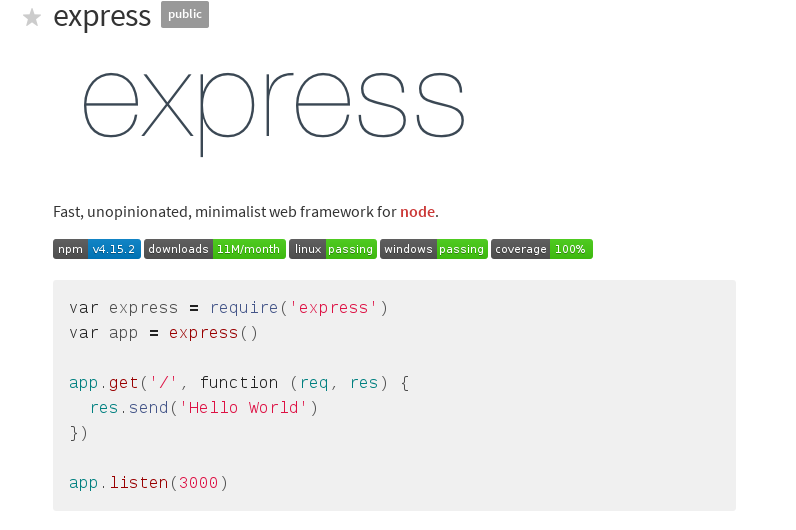 express public
express
Fast, unopinionated, minimalist web framework for node.
npm v4.15.2 downloads 11M/month linux passing windows passing coverage 100%
var express = require('express')
var app = express()
app.get('/', function (req, res) {
  res.send('Hello World')
})
app.listen(3000)